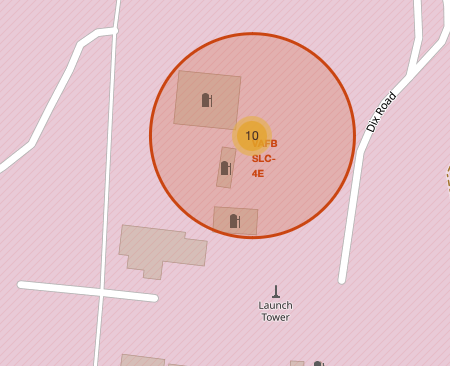 10
VAFB
SLC-
4E
Dix Road
Launch
Tower